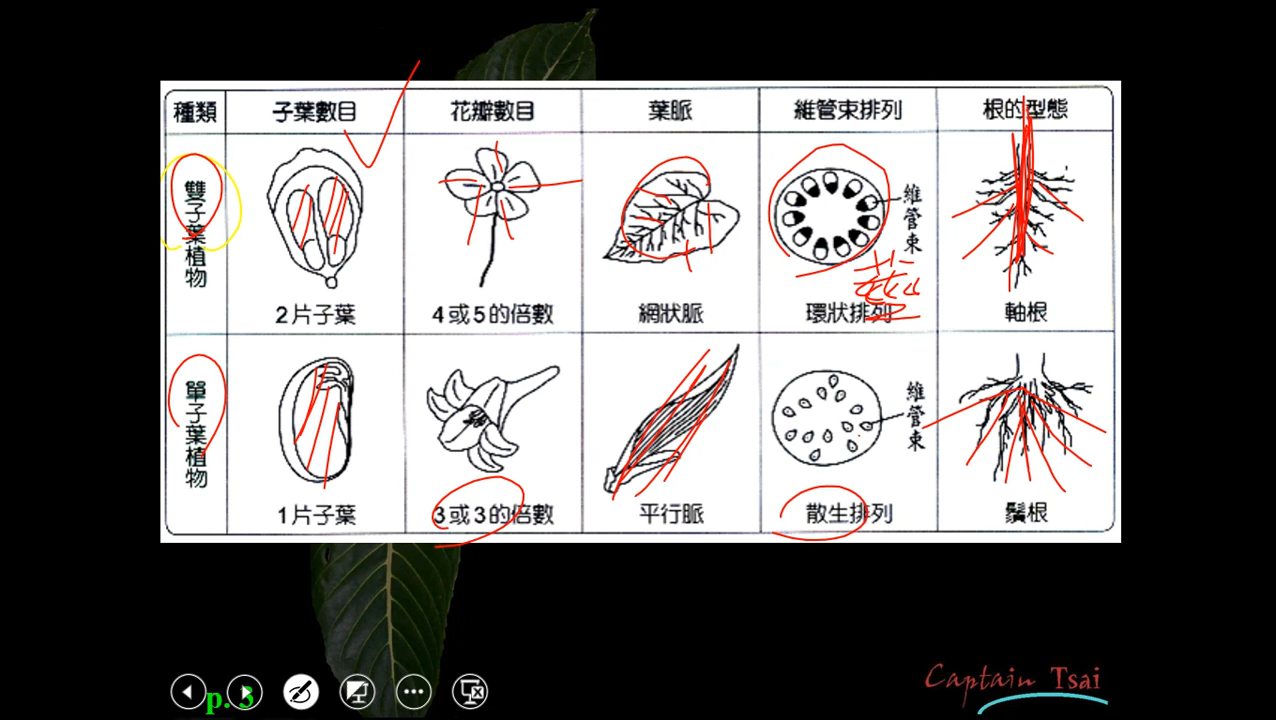 種類 子葉數目 花瓣數目 葉脈 維管束排列 根的型態
雙子葉植物
維管束
2片子葉 4或5的倍數 網狀脈 環狀排列 軸根
單子葉植物
維管束
1片子葉 3或3的倍數 平行脈 散生排列 鬚根
p. 3
Captain Tsai